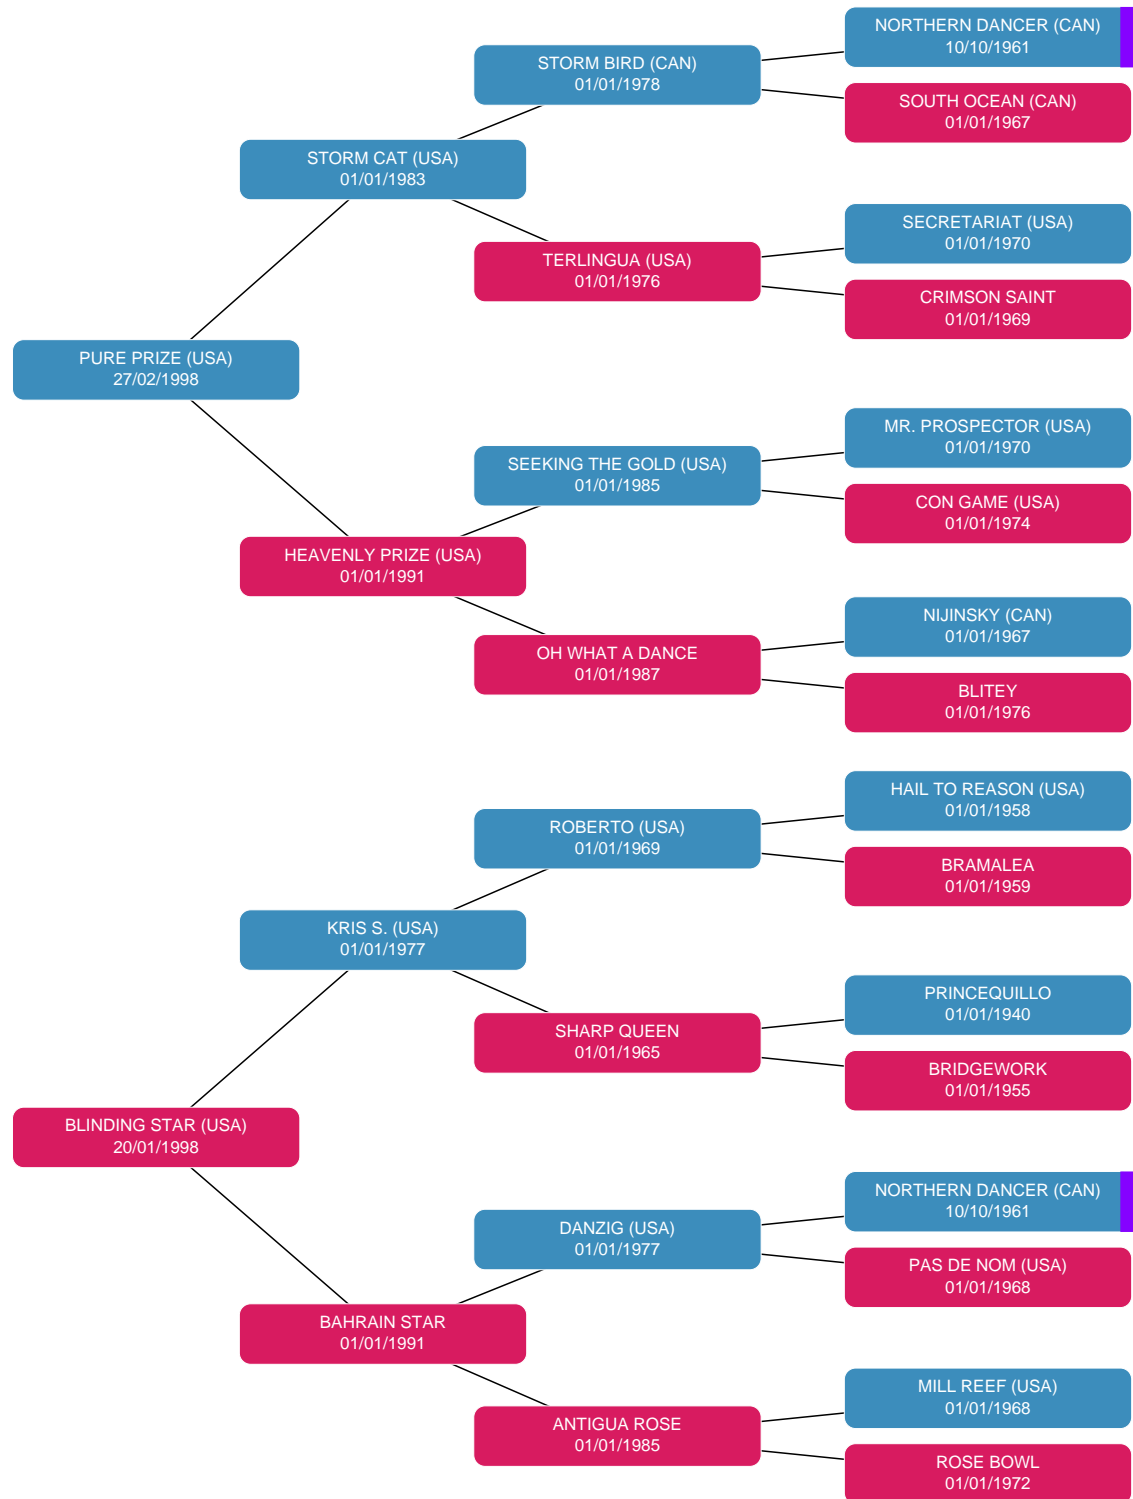 NORTHERN DANCER (CAN)
10/10/1961
STORM BIRD (CAN)
01/01/1978
SOUTH OCEAN (CAN)
01/01/1967
STORM CAT (USA)
01/01/1983
SECRETARIAT (USA)
01/01/1970
TERLINGUA (USA)
01/01/1976
CRIMSON SAINT
01/01/1969
PURE PRIZE (USA)
27/02/1998
MR. PROSPECTOR (USA)
01/01/1970
SEEKING THE GOLD (USA)
01/01/1985
CON GAME (USA)
01/01/1974
HEAVENLY PRIZE (USA)
01/01/1991
NIJINSKY (CAN)
01/01/1967
OH WHAT A DANCE
01/01/1987
BLITEY
01/01/1976
HAIL TO REASON (USA)
01/01/1958
ROBERTO (USA)
01/01/1969
BRAMALEA
01/01/1959
KRIS S. (USA)
01/01/1977
PRINCEQUILLO
01/01/1940
SHARP QUEEN
01/01/1965
BRIDGEWORK
01/01/1955
BLINDING STAR (USA)
20/01/1998
NORTHERN DANCER (CAN)
10/10/1961
DANZIG (USA)
01/01/1977
PAS DE NOM (USA)
01/01/1968
BAHRAIN STAR
01/01/1991
MILL REEF (USA)
01/01/1968
ANTIGUA ROSE
01/01/1985
ROSE BOWL
01/01/1972